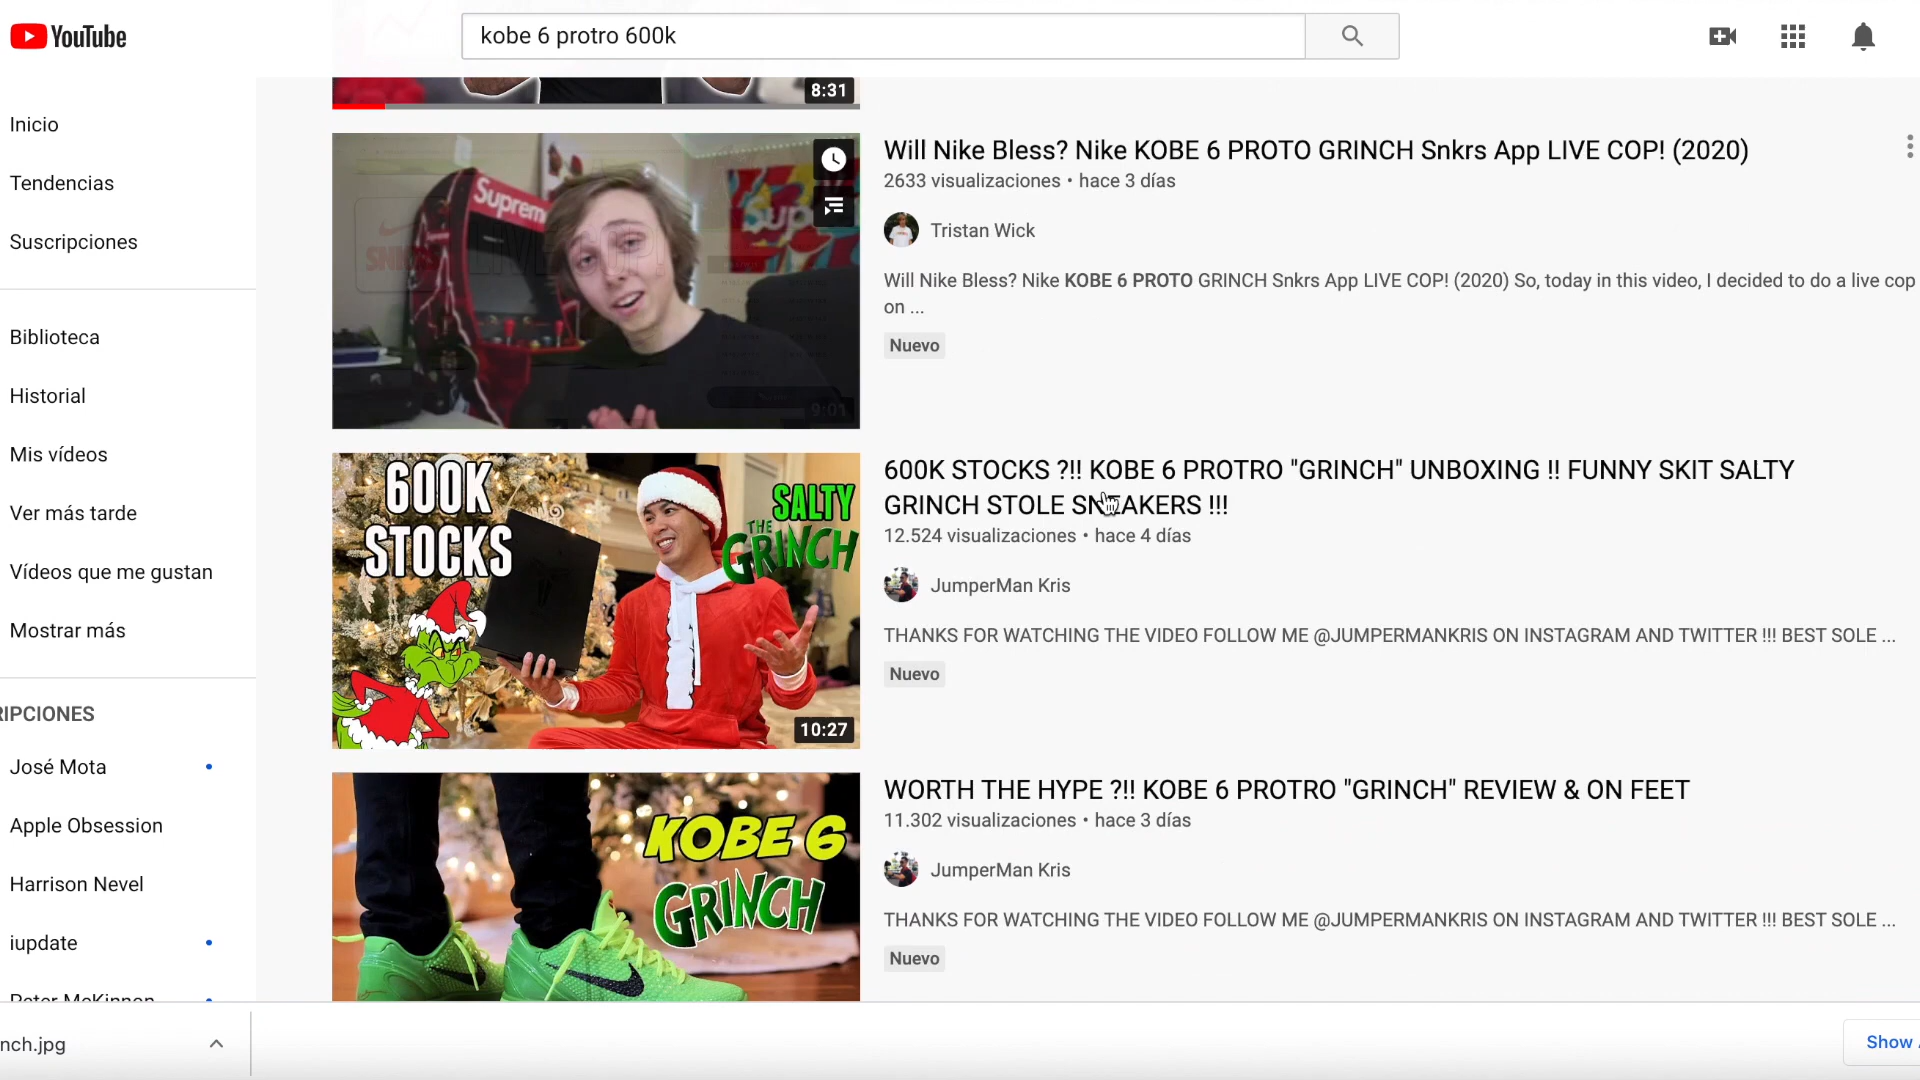 YouTube
kobe 6 protro 600k
Inicio
Tendencias
Suscripciones
Biblioteca
Historial
Mis vídeos
Ver más tarde
Vídeos que me gustan
Mostrar más
RIPCIONES
José Mota
Apple Obsession
Harrison Nevel
iupdate
Peter McKinnon
nch.jpg
8:31
Supreme
SUP
SNKRS
LIVE
9:01
Will Nike Bless? Nike KOBE 6 PROTO GRINCH Snkrs App LIVE COP! (2020)
2633 visualizaciones • hace 3 días
Tristan Wick
Will Nike Bless? Nike KOBE 6 PROTO GRINCH Snkrs App LIVE COP! (2020) So, today in this video, I decided to do a live cop
on ...
Nuevo
600K
STOCKS
SALTY
THE
GRINCH
10:27
600K STOCKS ?!! KOBE 6 PROTRO "GRINCH" UNBOXING !! FUNNY SKIT SALTY
GRINCH STOLE SNEAKERS !!!
12.524 visualizaciones • hace 4 días
JumperMan Kris
THANKS FOR WATCHING THE VIDEO FOLLOW ME @JUMPERMANKRIS ON INSTAGRAM AND TWITTER !!! BEST SOLE ...
Nuevo
KOBE 6
GRINCH
WORTH THE HYPE ?!! KOBE 6 PROTRO "GRINCH" REVIEW & ON FEET
11.302 visualizaciones • hace 3 días
JumperMan Kris
THANKS FOR WATCHING THE VIDEO FOLLOW ME @JUMPERMANKRIS ON INSTAGRAM AND TWITTER !!! BEST SOLE ...
Nuevo
Show